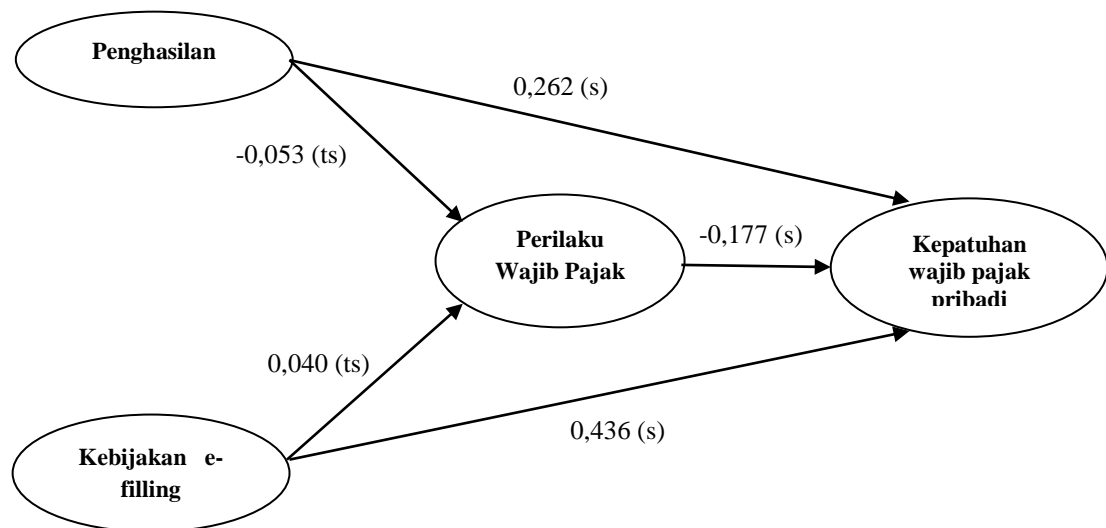 Penghasilan
0,262 (s)
-0,053 (ts)
Perilaku
Wajib Pajak
-0,177 (s)
Kepatuhan
wajib pajak
pribadi
0,040 (ts)
0,436 (s)
Kebijakan e-
filling